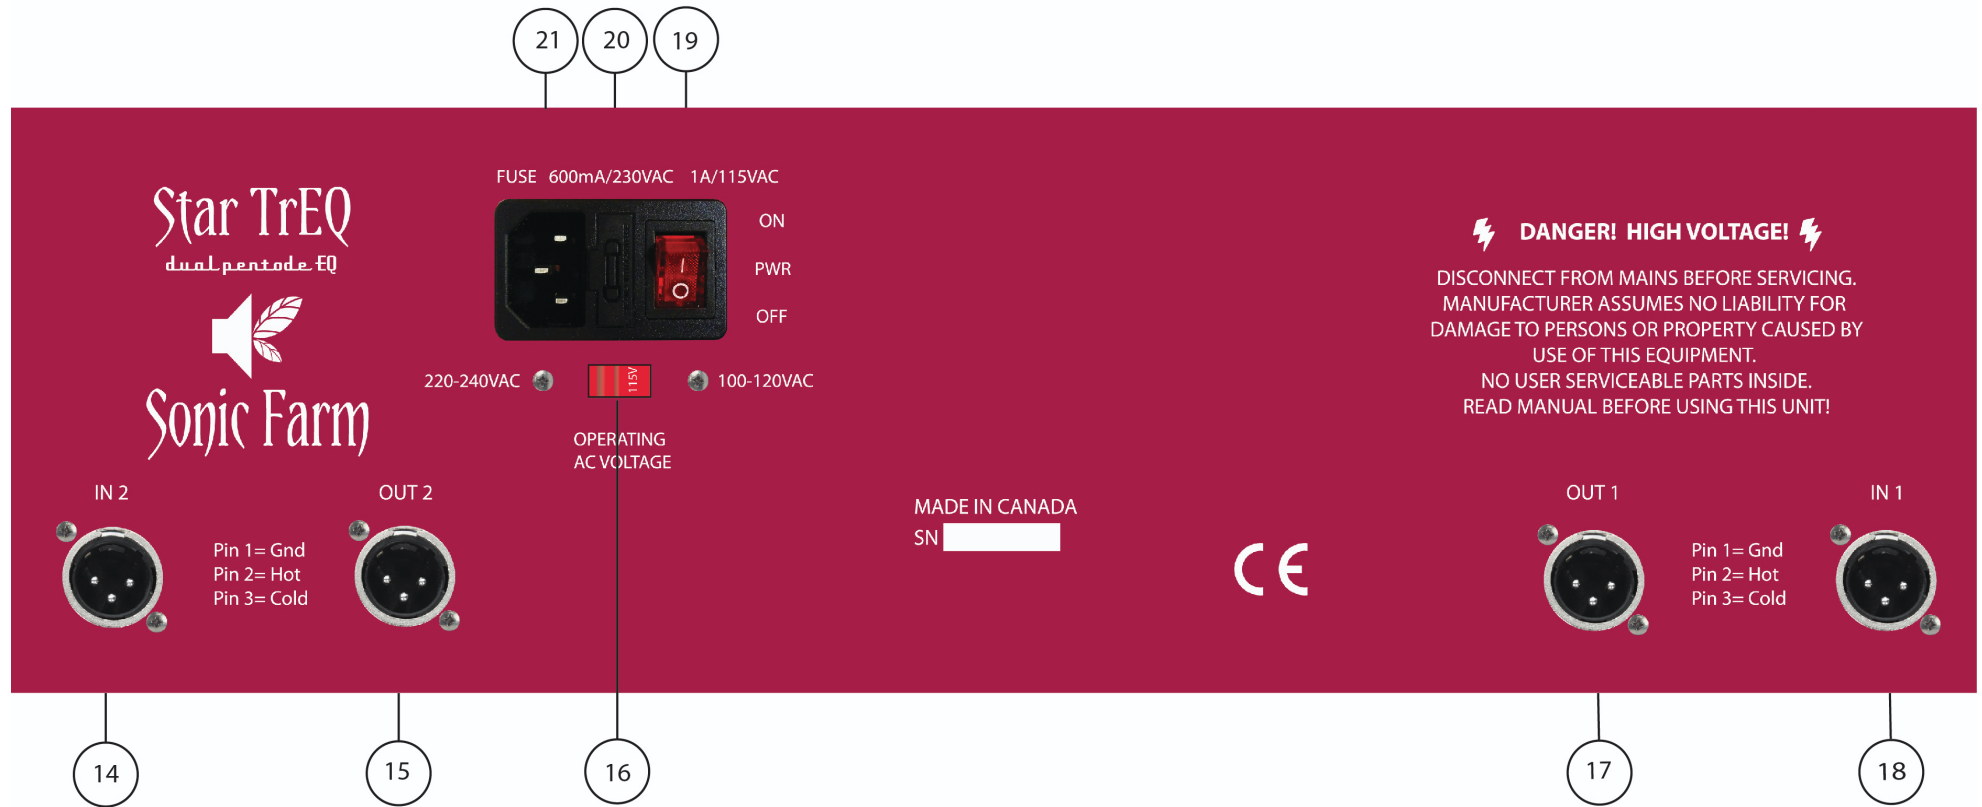 21 20 19
FUSE 600mA/230VAC 1A/115VAC
Star TrEQ
dual pentode EQ
Sonic Farm
ON
PWR
OFF
I
O
220-240VAC
115V
100-120VAC
OPERATING
AC VOLTAGE
DANGER! HIGH VOLTAGE!
DISCONNECT FROM MAINS BEFORE SERVICING.
MANUFACTURER ASSUMES NO LIABILITY FOR
DAMAGE TO PERSONS OR PROPERTY CAUSED BY
USE OF THIS EQUIPMENT.
NO USER SERVICEABLE PARTS INSIDE.
READ MANUAL BEFORE USING THIS UNIT!
IN 2
Pin 1= Gnd
Pin 2= Hot
Pin 3= Cold
OUT 2
MADE IN CANADA
SN
CE
OUT 1
Pin 1= Gnd
Pin 2= Hot
Pin 3= Cold
IN 1
14 15 16 17 18